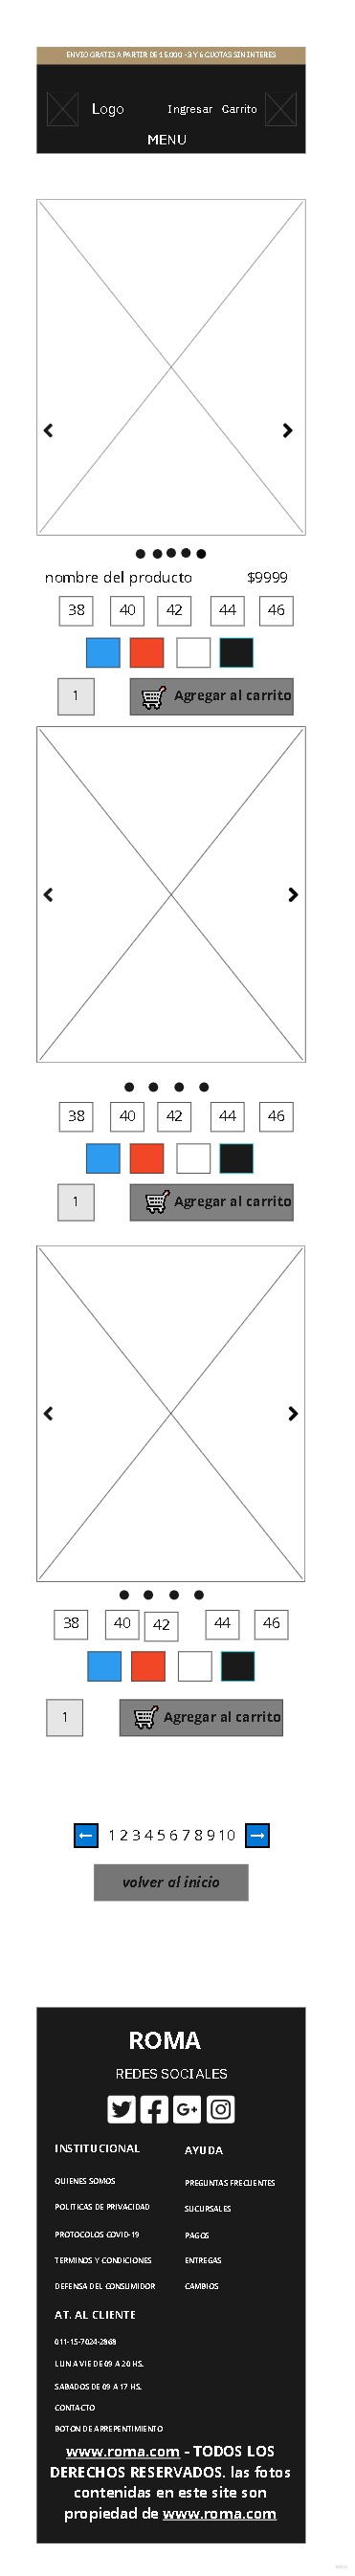 ENVIO GRATIS A PARTIR DE 15.000 -3 Y 6 CUOTAS SIN INTERES
Logo Ingresar Carrito
MENU
nombre del producto $9999
38 40 42 44 46
1 Agregar al carrito
38 40 42 44 46
1 Agregar al carrito
38 40 42 44 46
1 Agregar al carrito
1 2 3 4 5 6 7 8 9 10
volver al inicio
ROMA
REDES SOCIALES
INSTITUCIONAL
QUIENES SOMOS
POLITICAS DE PRIVACIDAD
PROTOCOLOS COVID-19
TERMINOS Y CONDICIONES
DEFENSA DEL CONSUMIDOR
AYUDA
PREGUNTAS FRECUENTES
SUCURSALES
PAGOS
ENTREGAS
CAMBIOS
AT. AL CLIENTE
011-15-7024-2868
LUN A VIE DE 09 A 20 HS.
SABADOS DE 09 A 17 HS.
CONTACTO
BOTON DE ARREPENTIMIENTO
www.roma.com - TODOS LOS
DERECHOS RESERVADOS. las fotos
contenidas en este site son
propiedad de www.roma.com